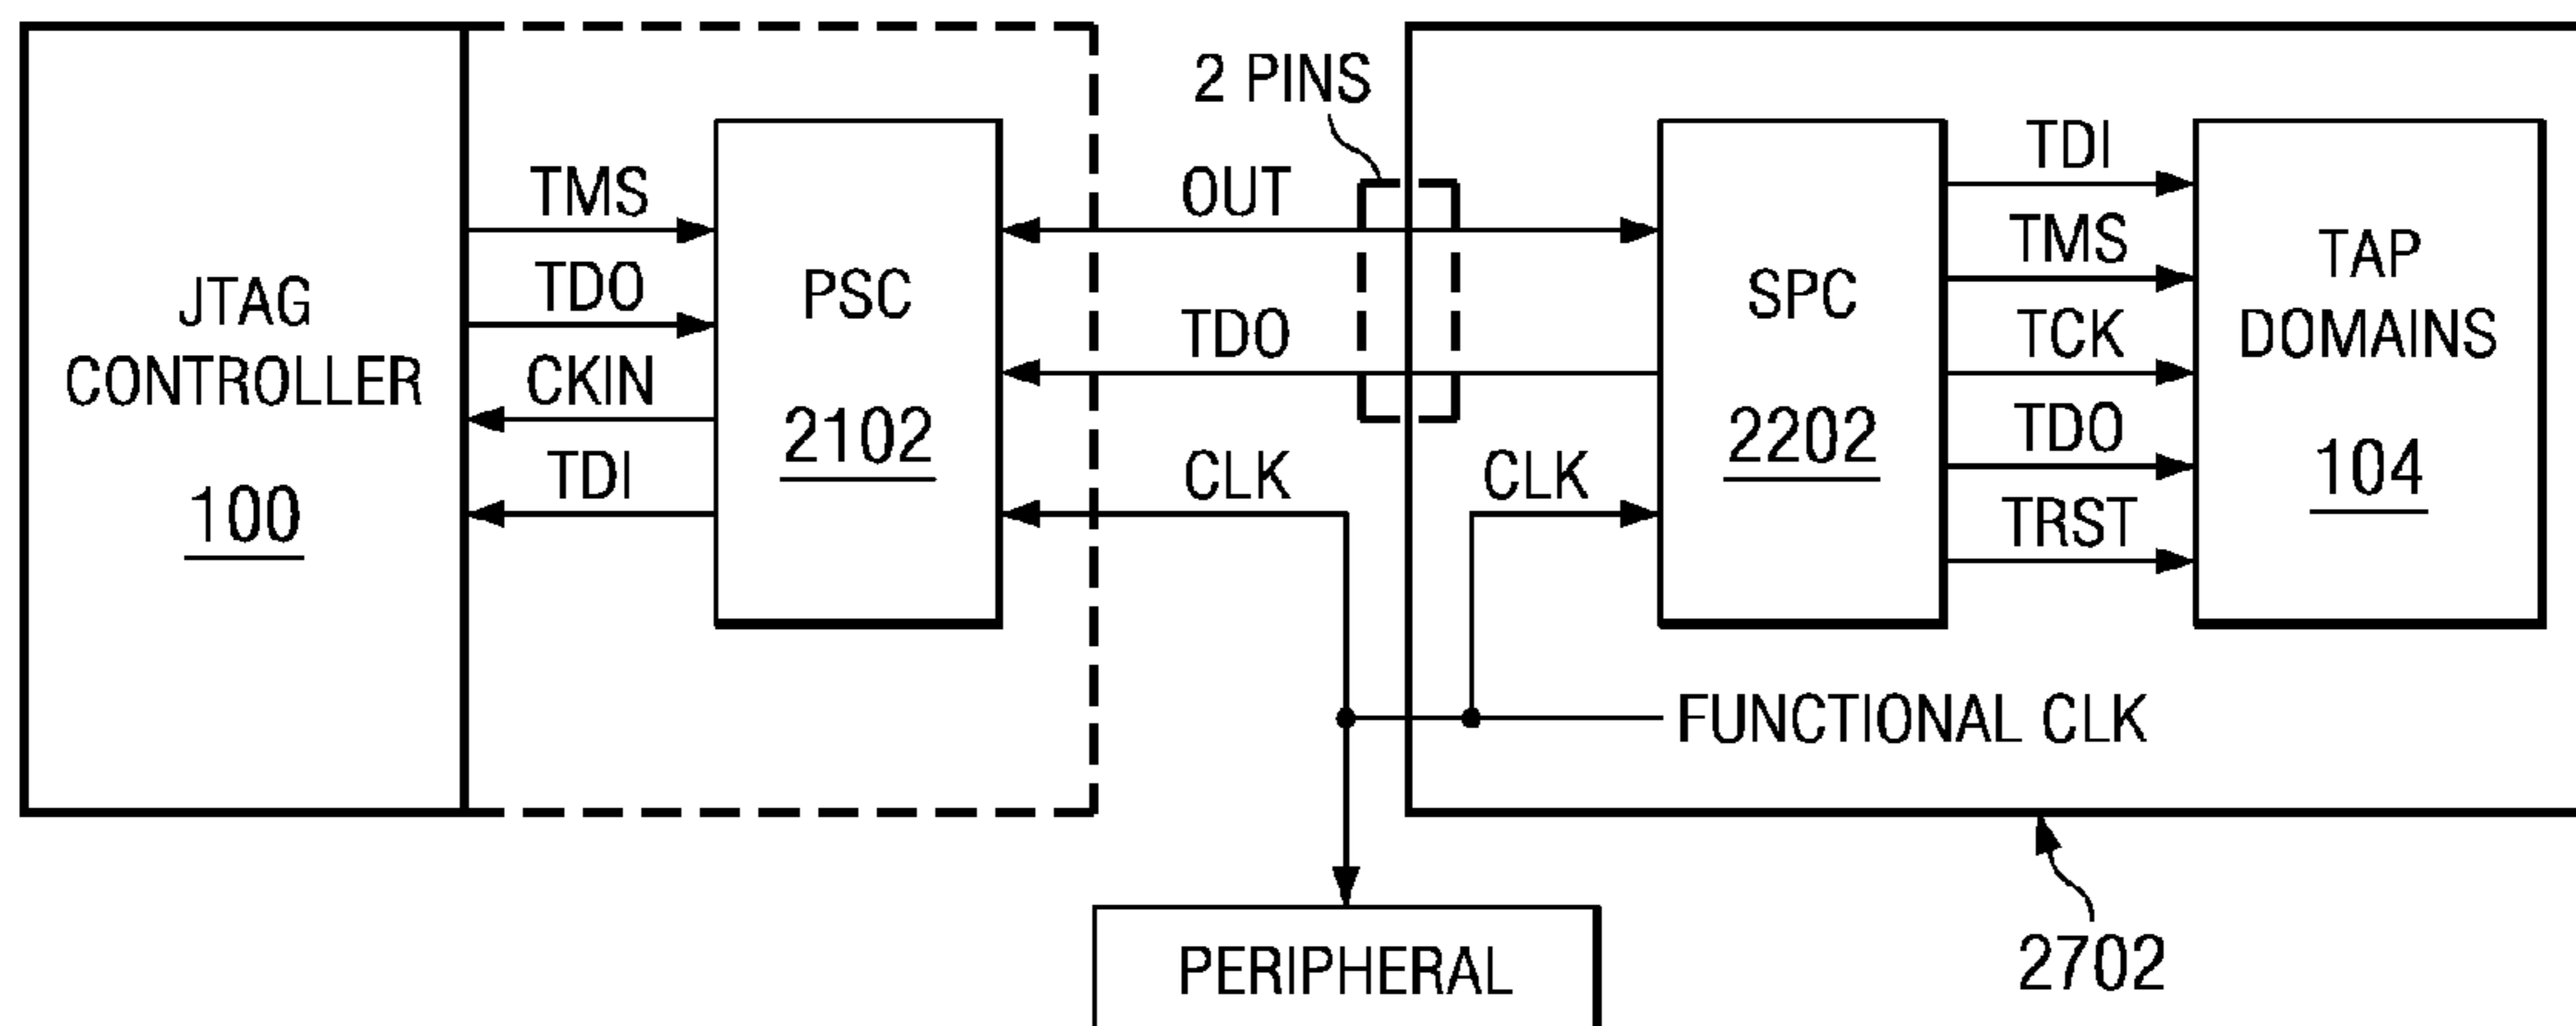 JTAG
CONTROLLER
100
TMS
TDO
CKIN
TDI
PSC
2102
2 PINS
OUT
TDO
CLK
CLK
SPC
2202
TDI
TMS
TCK
TDO
TRST
TAP
DOMAINS
104
FUNCTIONAL CLK
PERIPHERAL
2702